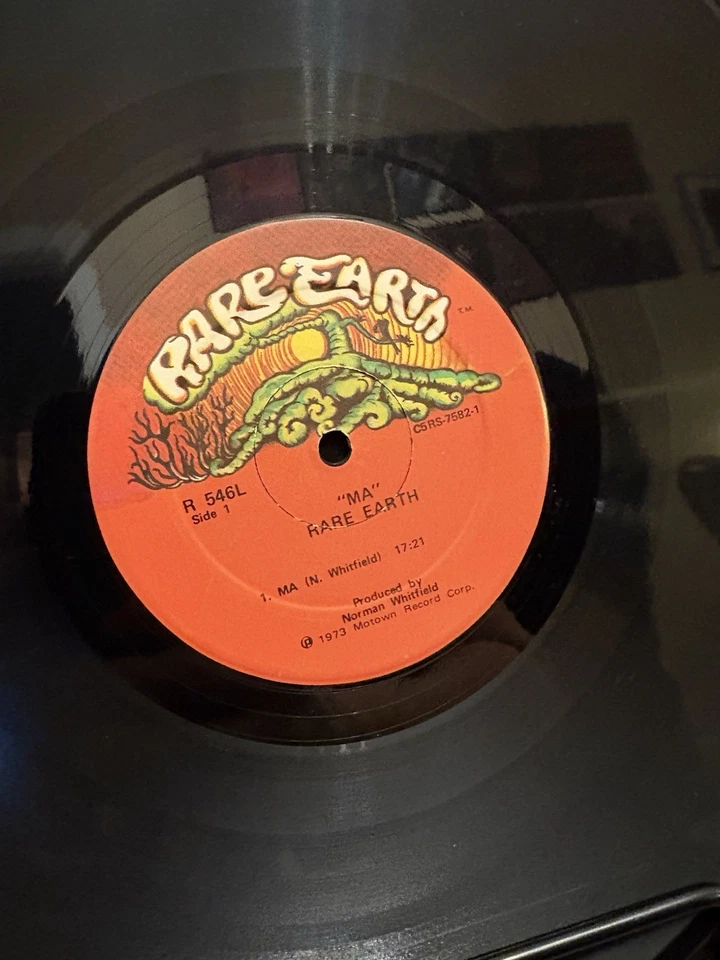 RARE EARTH
T.M.
C5RS-7582-1
R 546L
Side 1
"MA"
RARE EARTH
1. MA (N. Whitfield) 17:21
Produced by
Norman Whitfield
℗ 1973 Motown Record Corp.